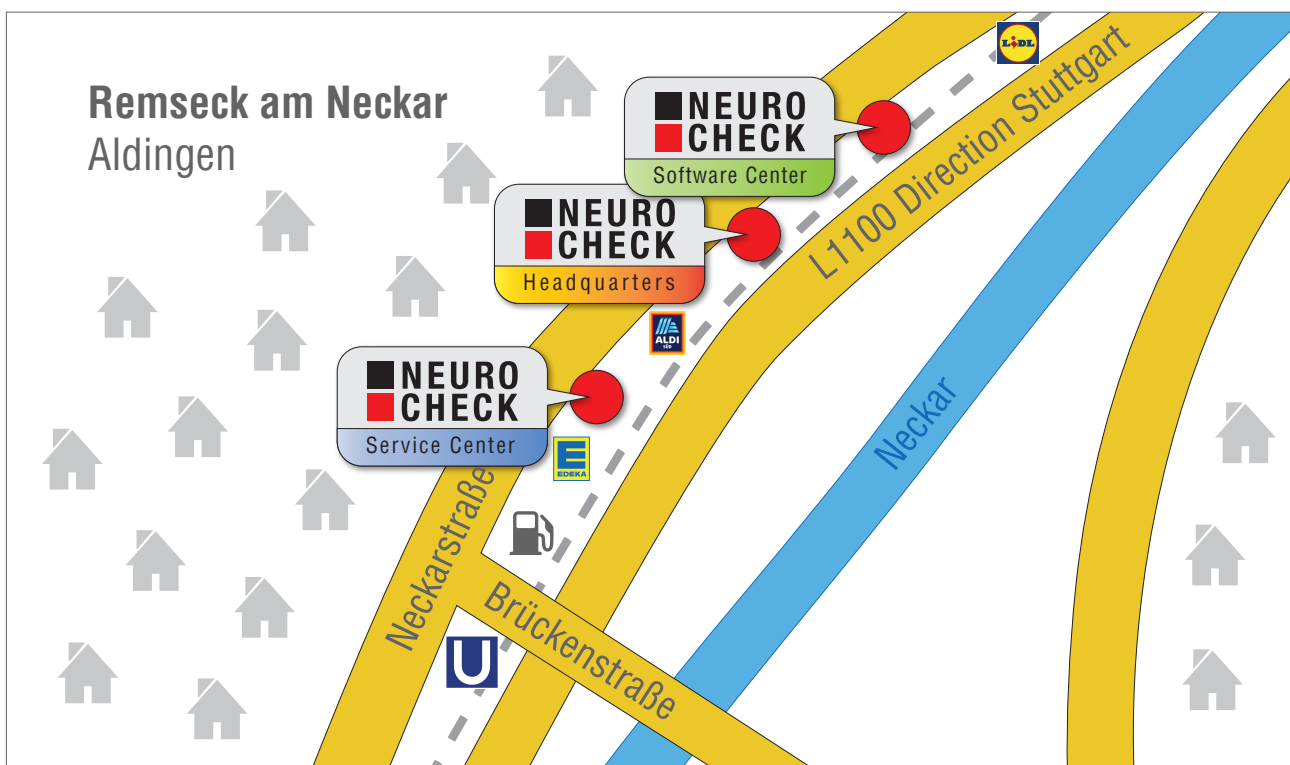 Remseck am Neckar
Aldingen
LIDL
NEURO
CHECK
Software Center
NEURO
CHECK
Headquarters
L1100 Direction Stuttgart
ALDI
SÜD
NEURO
CHECK
Service Center
Neckar
E
EDEKA
Neckarstraße
Brückenstraße
U